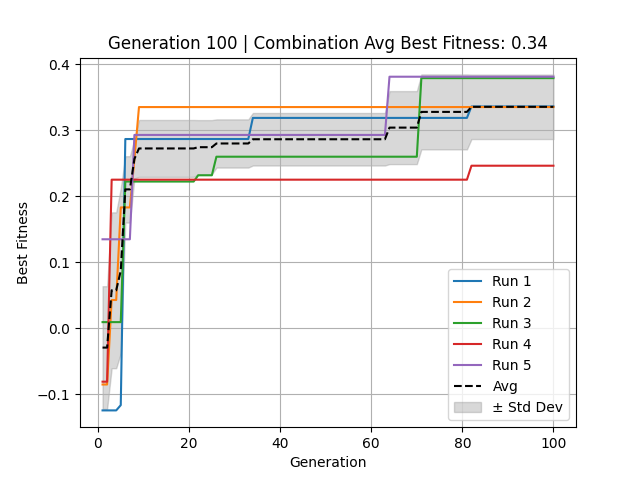 Generation 100 | Combination Avg Best Fitness: 0.34
Best Fitness
0.4
0.3
0.2
0.1
0.0
−0.1
0 20 40 60 80 100
Generation
Run 1
Run 2
Run 3
Run 4
Run 5
Avg
± Std Dev